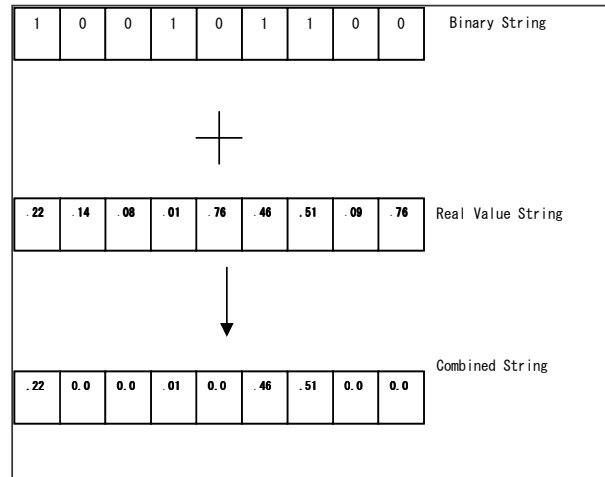 1 0 0 1 0 1 1 0 0 Binary String
.22 .14 .08 .01 .76 .46 .51 .09 .76 Real Value String
Combined String
.22 0.0 0.0 .01 0.0 .46 .51 0.0 0.0